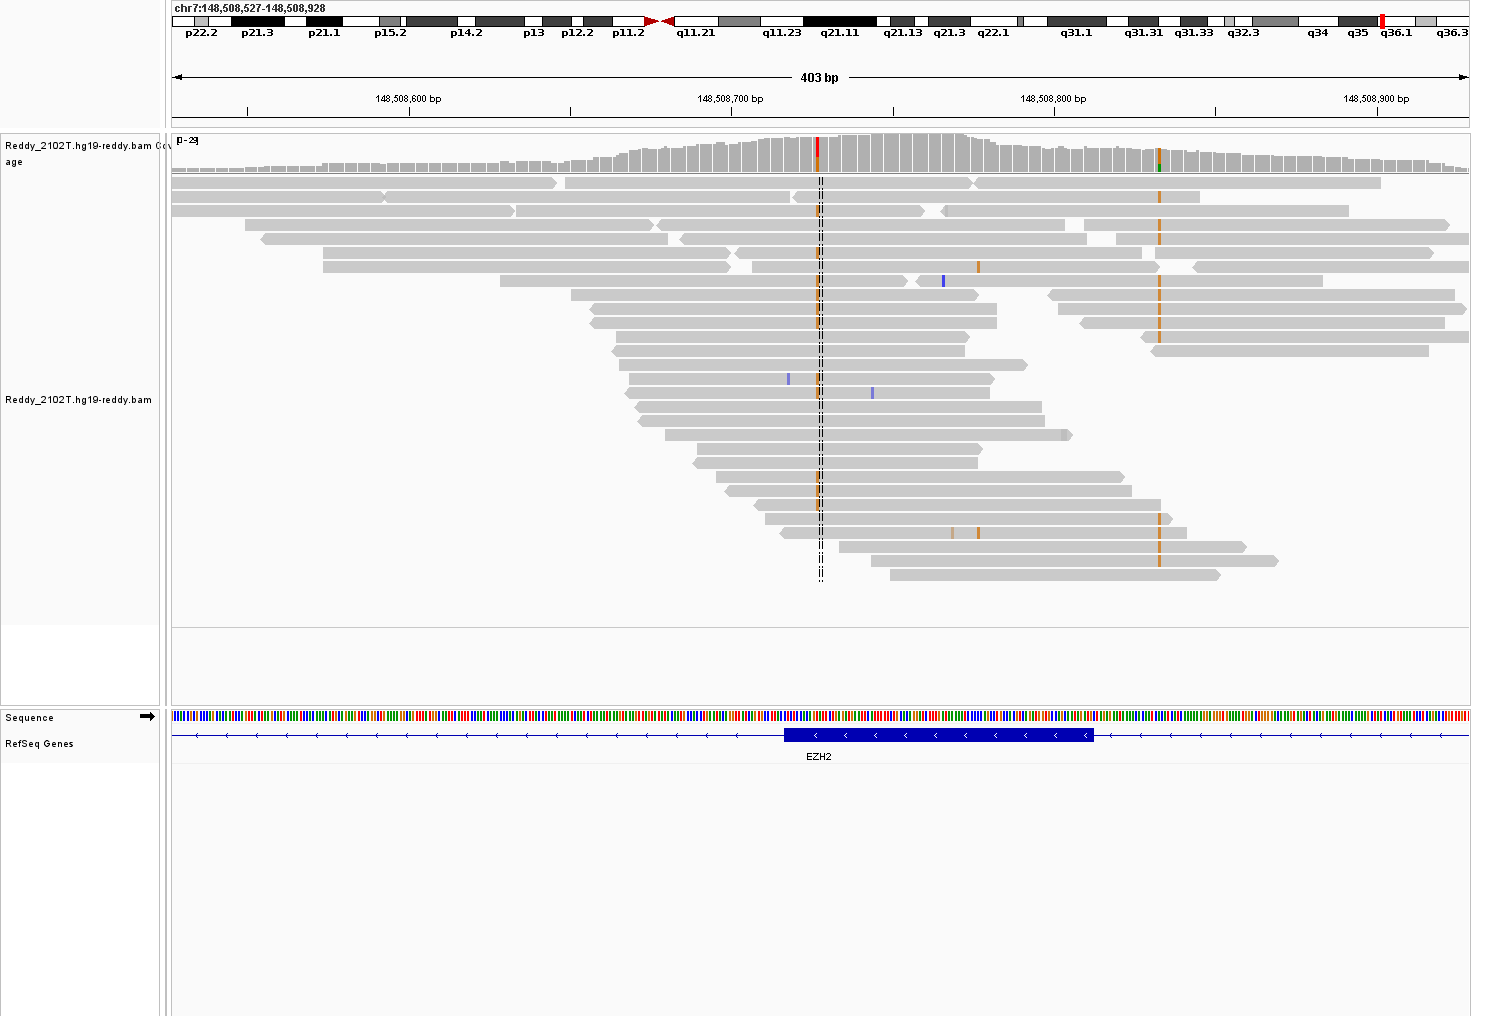 chr7:148,508,527-148,508,928
p22.2 p21.3 p21.1 p15.2 p14.2 p13 p12.2 p11.2 q11.21 q11.23 q21.11 q21.13 q21.3 q22.1 q31.1 q31.31 q31.33 q32.3 q34 q35 q36.1 q36.3
403 bp
148,508,600 bp 148,508,700 bp 148,508,800 bp 148,508,900 bp
Reddy_2102T.hg19-reddy.bam Cov
age
[0-29]
Reddy_2102T.hg19-reddy.bam
Sequence
RefSeq Genes
EZH2